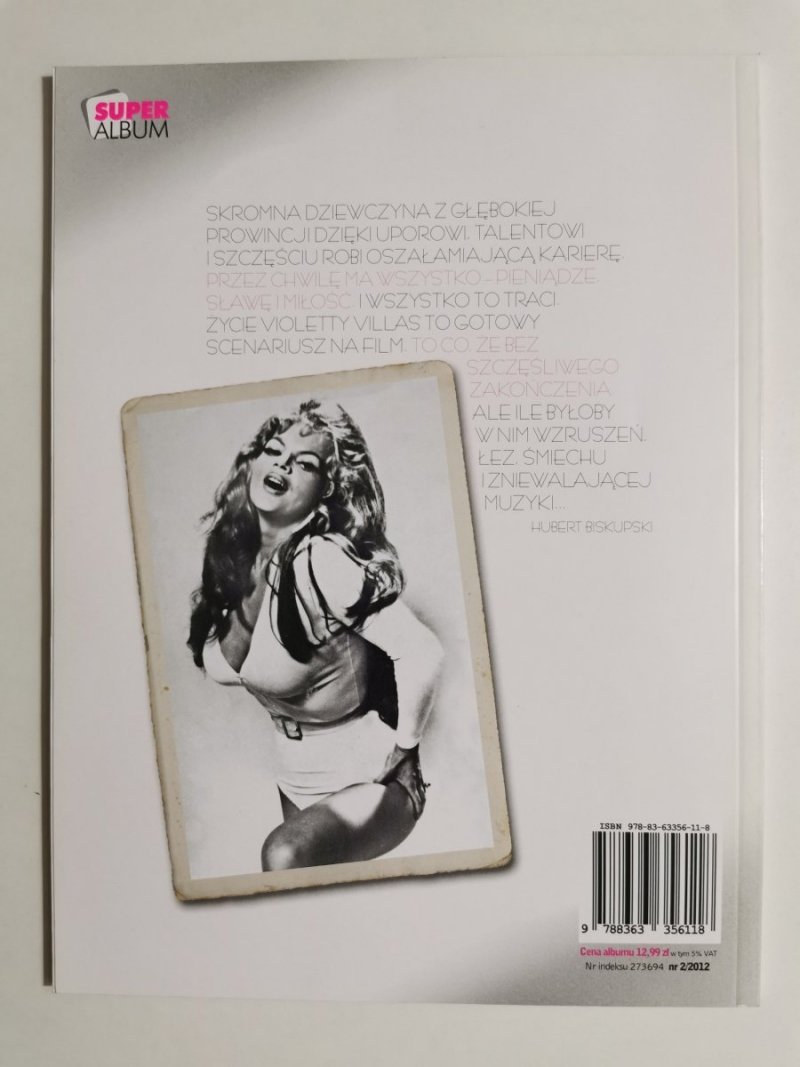 SUPER
ALBUM
SKROMNA DZIEWCZYNA Z GŁĘBOKIEJ
PROWINCJI DZIĘKI UPOROWI, TALENTOWI
I SZCZĘŚCIU ROBI OSZAŁAMIAJĄCĄ KARIERĘ.
PRZEZ CHWILĘ MA WSZYSTKO – PIENIĄDZE,
SŁAWĘ I MIŁOŚĆ. I WSZYSTKO TO TRACI.
ŻYCIE VIOLETTY VILLAS TO GOTOWY
SCENARIUSZ NA FILM. TO CO, ŻE BEZ
SZCZĘŚLIWEGO
ZAKOŃCZENIA.
ALE ILE BYŁOBY
W NIM WZRUSZEŃ,
ŁEZ, ŚMIECHU
I ZNIEWALAJĄCEJ
MUZYKI...
HUBERT BISKUPSKI
ISBN 978-83-63356-11-8
9 788363 356118
Cena albumu 12,99 zł w tym 5% VAT
Nr indeksu 273694 nr 2/2012